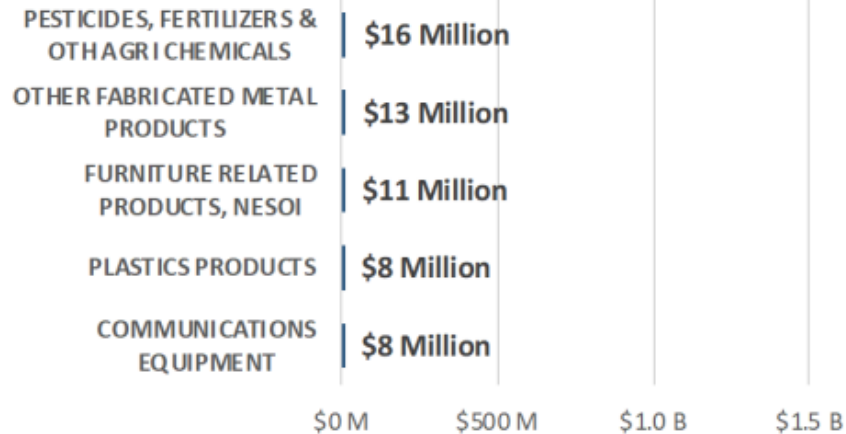 PESTICIDES, FERTILIZERS &
OTH AGRI CHEMICALS
$16 Million
OTHER FABRICATED METAL
PRODUCTS
$13 Million
FURNITURE RELATED
PRODUCTS, NESOI
$11 Million
PLASTICS PRODUCTS
$8 Million
COMMUNICATIONS
EQUIPMENT
$8 Million
$0 M $500 M $1.0 B $1.5 B